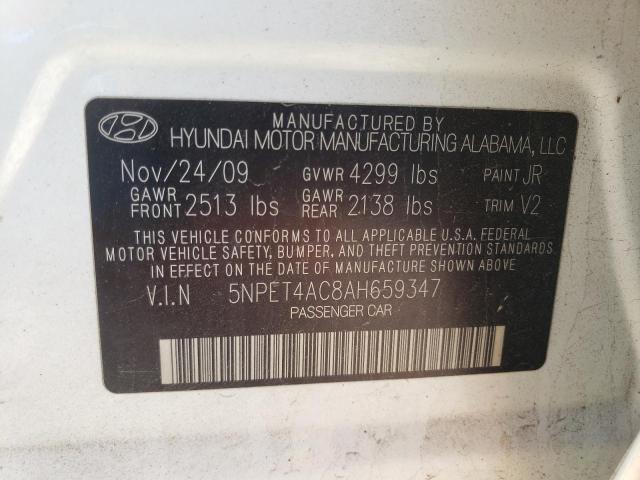 MANUFACTURED BY
HYUNDAI MOTOR MANUFACTURING ALABAMA, LLC
Nov/24/09 GVWR 4299 lbs PAINT JR
GAWR FRONT 2513 lbs GAWR REAR 2138 lbs TRIM V2
THIS VEHICLE CONFORMS TO ALL APPLICABLE U.S.A. FEDERAL
MOTOR VEHICLE SAFETY, BUMPER, AND THEFT PREVENTION STANDARDS
IN EFFECT ON THE DATE OF MANUFACTURE SHOWN ABOVE
V.I.N 5NPET4AC8AH659347
PASSENGER CAR